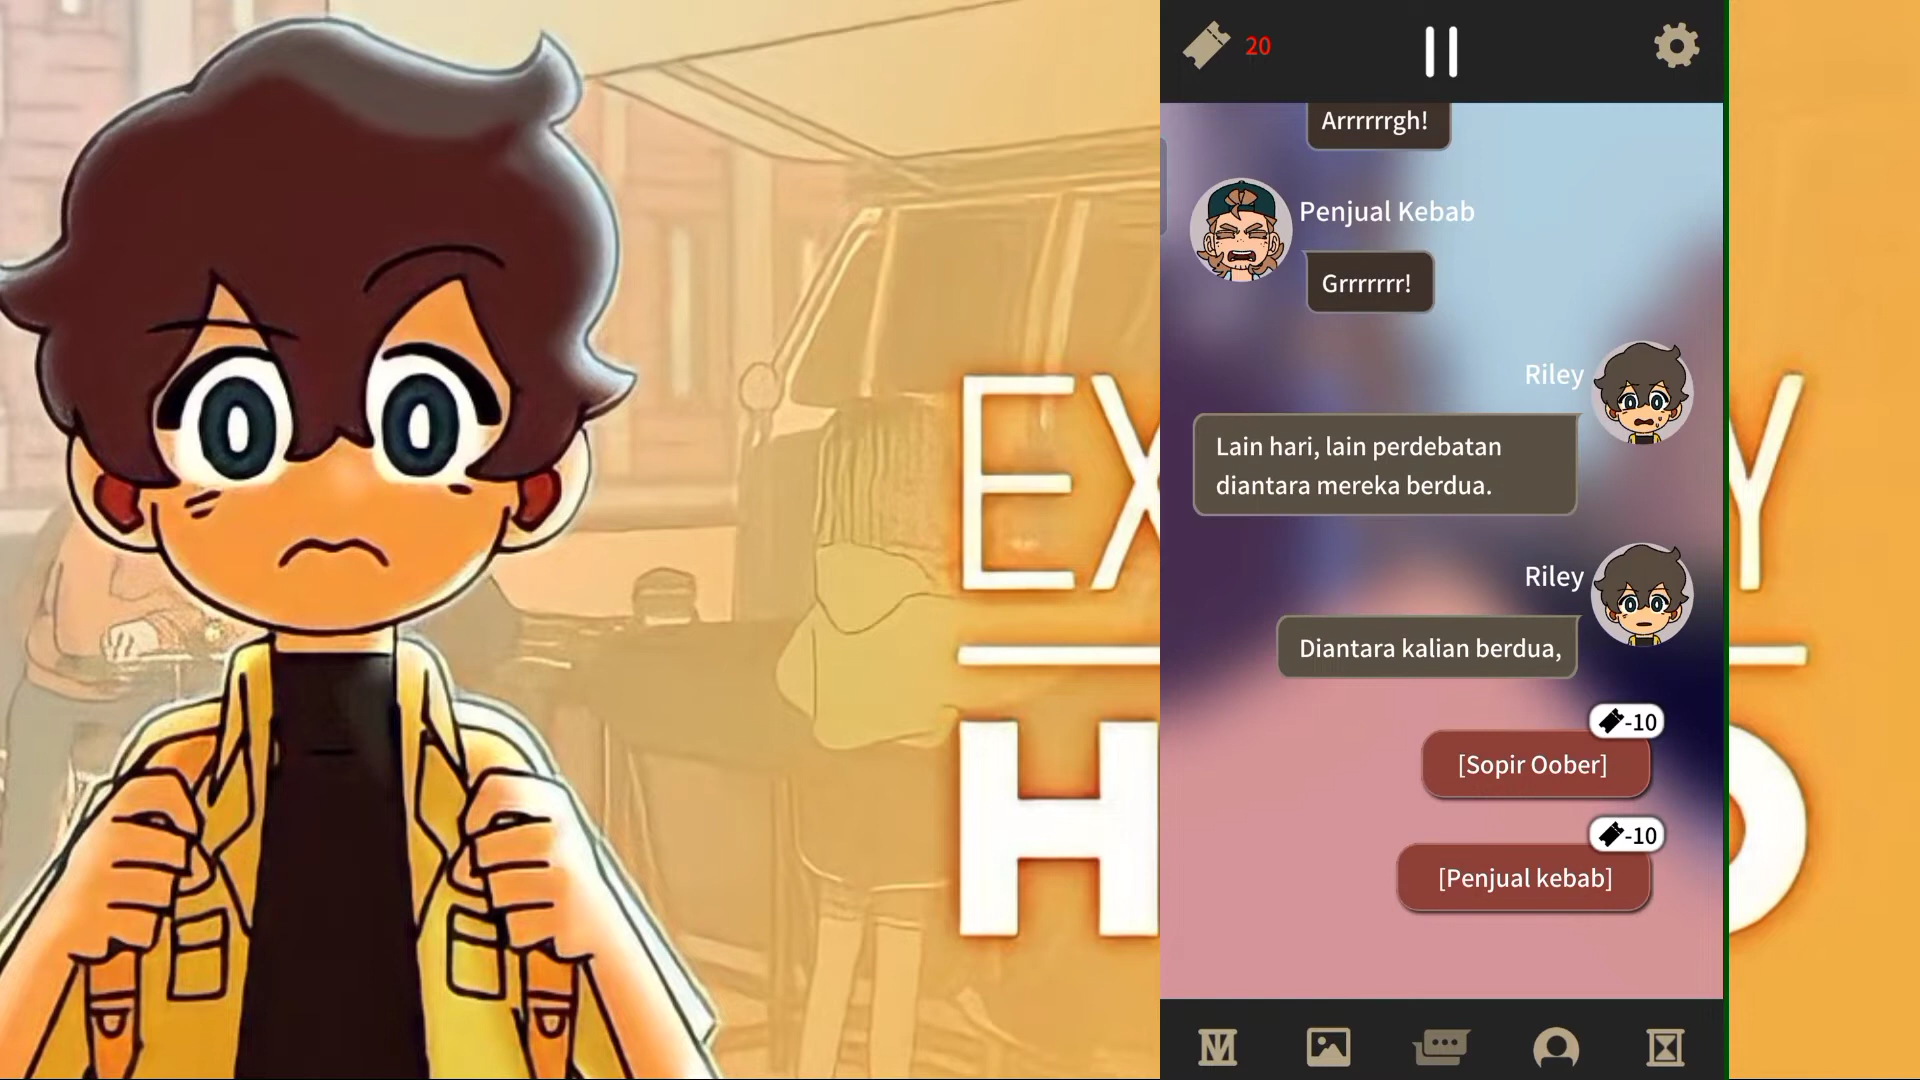 20
Arrrrrrgh!
Penjual Kebab
Grrrrrrr!
Riley
Lain hari, lain perdebatan
diantara mereka berdua.
Riley
Diantara kalian berdua,
-10
[Sopir Oober]
-10
[Penjual kebab]